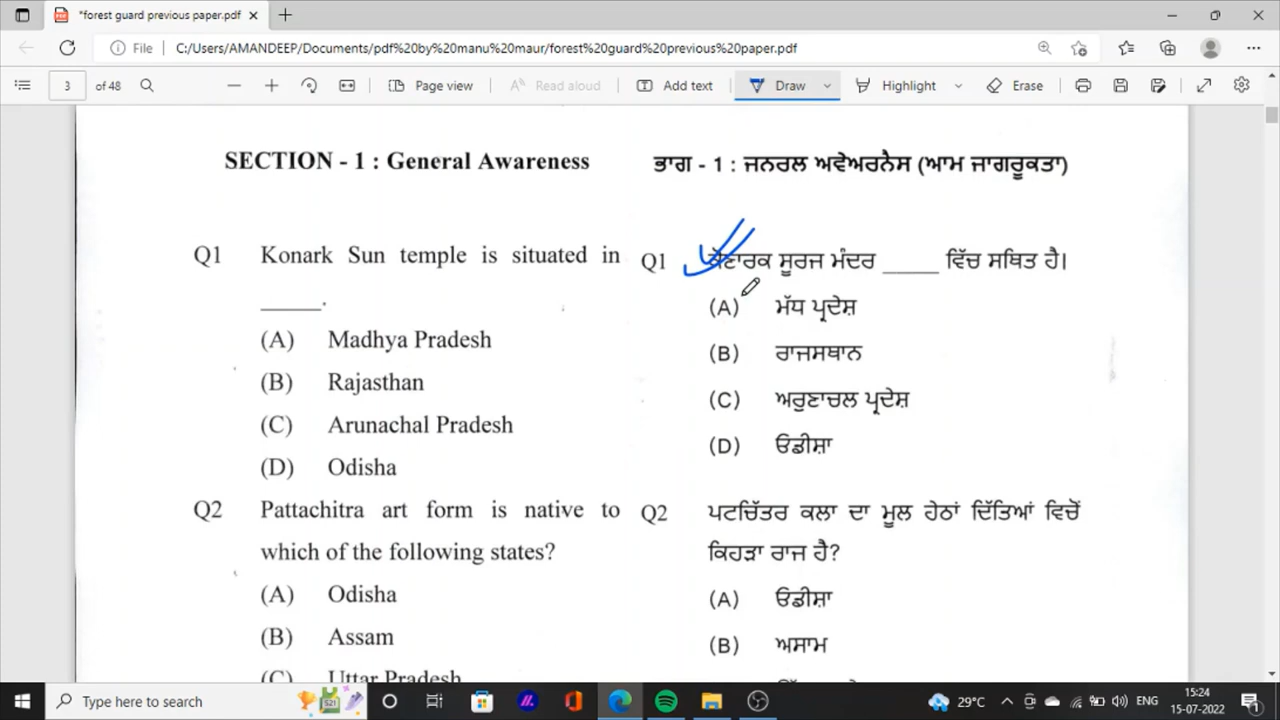 *forest guard previous paper.pdf
File C:/Users/AMANDEEP/Documents/pdf%20by%20manu%20maur/forest%20guard%20previous%20paper.pdf
3 of 48 Page view Read aloud Add text Draw Highlight Erase
SECTION - 1 : General Awareness
Q1 Konark Sun temple is situated in
_____.
(A) Madhya Pradesh
(B) Rajasthan
(C) Arunachal Pradesh
(D) Odisha
Q2 Pattachitra art form is native to
which of the following states?
(A) Odisha
(B) Assam
(C) Uttar Pradesh
ਭਾਗ - 1 : ਜਨਰਲ ਅਵੇਅਰਨੈਸ (ਆਮ ਜਾਗਰੂਕਤਾ)
Q1 ਸੂਰਜ ਮੰਦਰ _____ ਵਿੱਚ ਸਥਿਤ ਹੈ।
(A) ਮੱਧ ਪ੍ਰਦੇਸ਼
(B) ਰਾਜਸਥਾਨ
(C) ਅਰੁਣਾਚਲ ਪ੍ਰਦੇਸ਼
(D) ਓਡੀਸ਼ਾ
Q2 ਪਟਚਿੱਤਰ ਕਲਾ ਦਾ ਮੂਲ ਹੇਠਾਂ ਦਿੱਤਿਆਂ ਵਿਚੋਂ
ਕਿਹੜਾ ਰਾਜ ਹੈ?
(A) ਓਡੀਸ਼ਾ
(B) ਅਸਾਮ
Type here to search
29°C ENG
15:24
15-07-2022